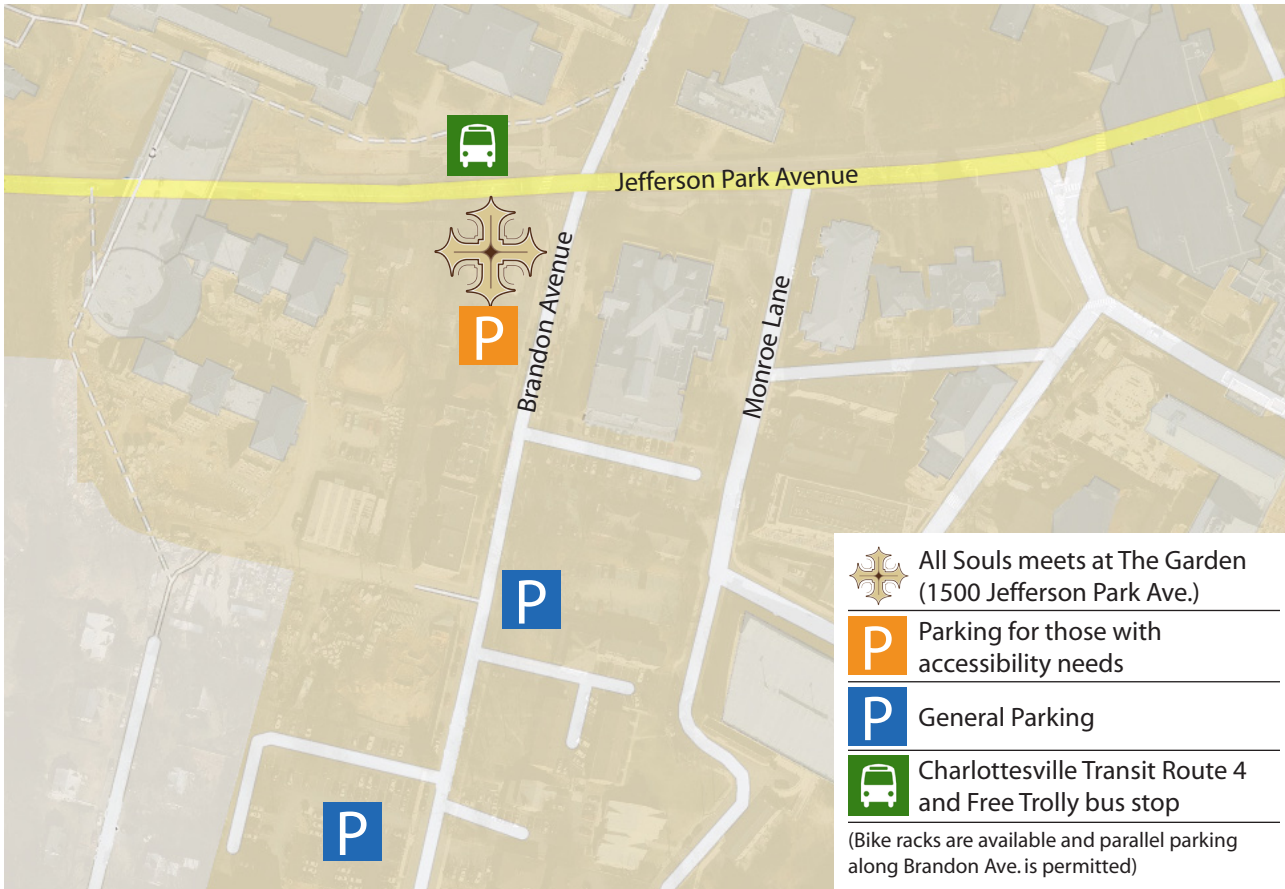 Jefferson Park Avenue
Brandon Avenue
Monroe Lane
P
P
P
All Souls meets at The Garden
(1500 Jefferson Park Ave.)
P
Parking for those with
accessibility needs
P
General Parking
Charlottesville Transit Route 4
and Free Trolly bus stop
(Bike racks are available and parallel parking
along Brandon Ave. is permitted)